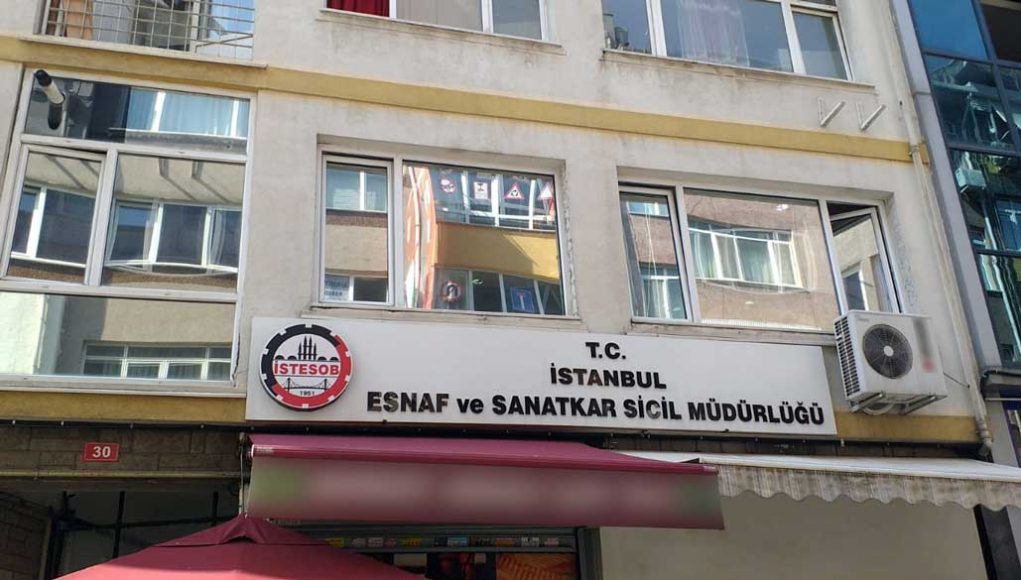 T.C.
İSTANBUL
ESNAF ve SANATKAR SİCİL MÜDÜRLÜĞÜ
İSTESOB
1951
30